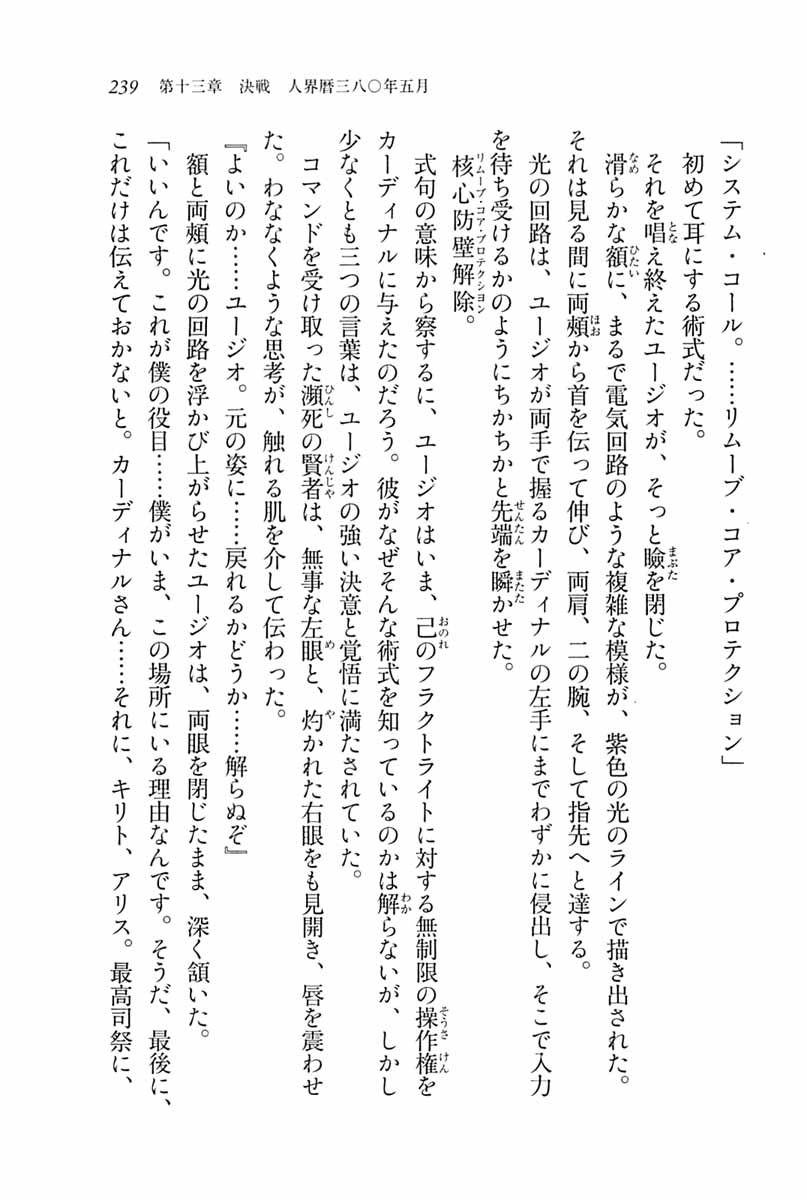 239　第十三章　決戦　人界暦三八〇年五月
「システム・コール。……リムーブ・コア・プロテクション」
初めて耳にする術式だった。
それを唱え終えたユージオが、そっと瞼を閉じた。
滑らかな額に、まるで電気回路のような複雑な模様が、紫色の光のラインで描き出された。
それは見る間に両頰から首を伝って伸び、両肩、二の腕、そして指先へと達する。
光の回路は、ユージオが両手で握るカーディナルの左手にまでわずかに侵出し、そこで入力
を待ち受けるかのようにちかちかと先端を瞬かせた。
核心防壁解除。
式句の意味から察するに、ユージオはいま、己のフラクトライトに対する無制限の操作権を
カーディナルに与えたのだろう。彼がなぜそんな術式を知っているのかは解らないが、しかし
少なくとも三つの言葉は、ユージオの強い決意と覚悟に満たされていた。
コマンドを受け取った瀕死の賢者は、無事な左眼と、灼かれた右眼をも見開き、唇を震わせ
た。わななくような思考が、触れる肌を介して伝わった。
『よいのか……ユージオ。元の姿に……戻れるかどうか……解らぬぞ』
額と両頰に光の回路を浮かび上がらせたユージオは、両眼を閉じたまま、深く頷いた。
「いいんです。これが僕の役目……僕がいま、この場所にいる理由なんです。そうだ、最後に、
これだけは伝えておかないと。カーディナルさん……それに、キリト、アリス。最高司祭に、